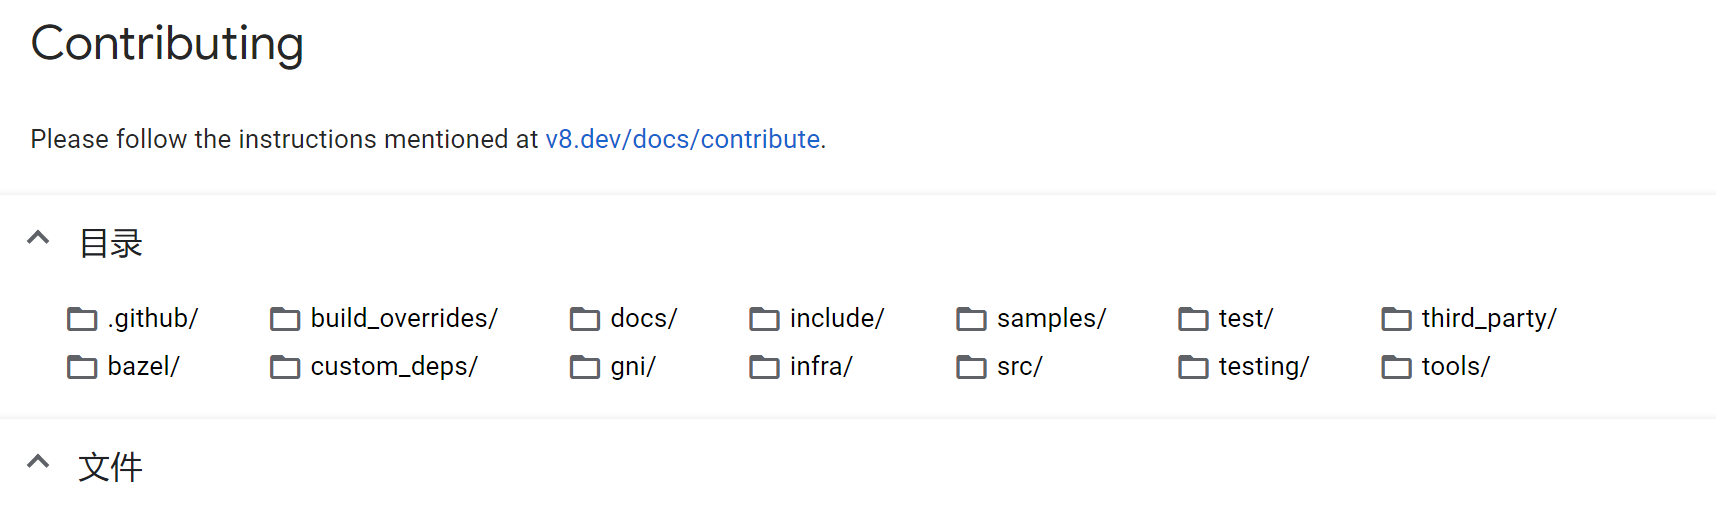 Contributing
Please follow the instructions mentioned at v8.dev/docs/contribute.
目录
.github/ build_overrides/ docs/ include/ samples/ test/ third_party/
bazel/ custom_deps/ gni/ infra/ src/ testing/ tools/
文件